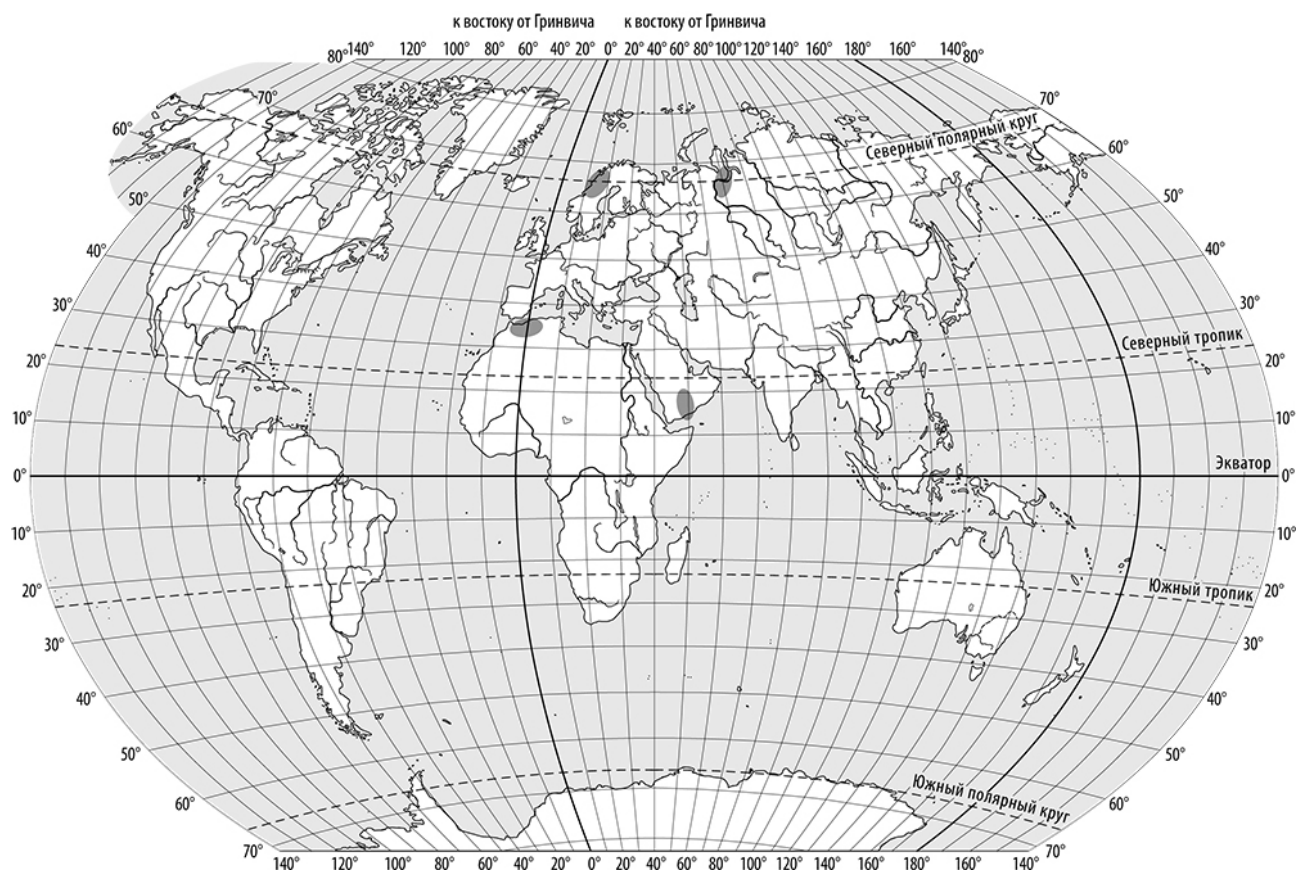 к востоку от Гринвича к востоку от Гринвича
80° 140° 120° 100° 80° 60° 40° 20° 0° 20° 40° 60° 80° 100° 120° 140° 160° 180° 160° 140° 80°
70° 70°
60° Северный полярный круг 60°
50° 50°
40° 40°
30° 30°
Северный тропик
20° 20°
10° 10°
Экватор
0° 0°
10° 10°
20° Южный тропик 20°
30° 30°
40° 40°
50° 50°
60° Южный полярный круг 60°
70° 70°
140° 120° 100° 80° 60° 40° 20° 0° 20° 40° 60° 80° 100° 120° 140° 160° 180° 160° 140°